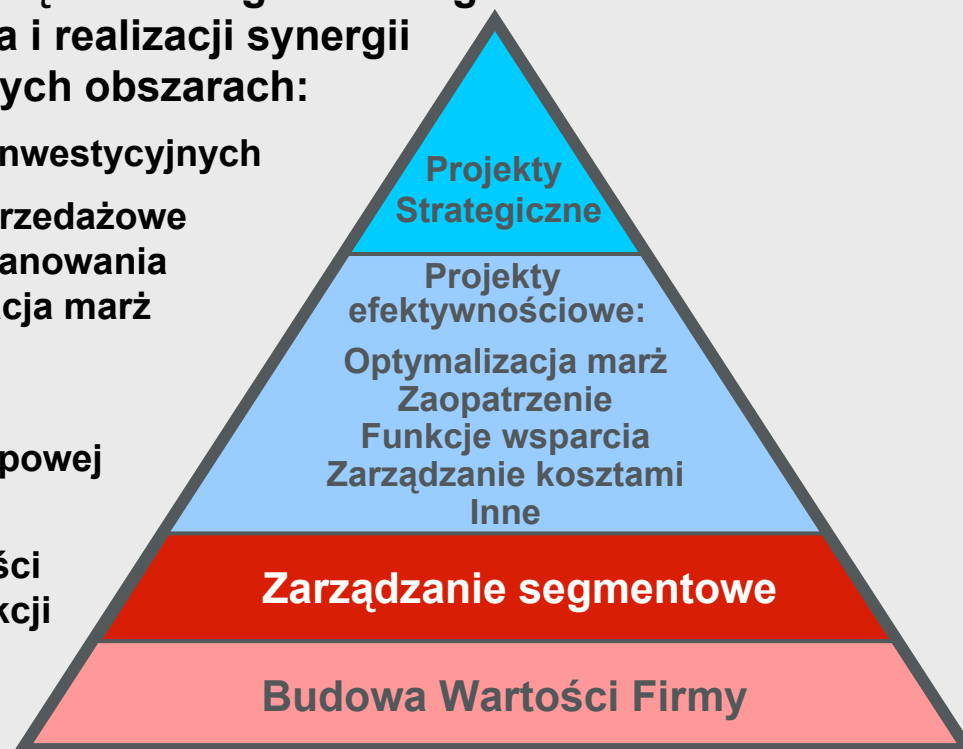 a i realizacji synergii
ych obszarach:
nwestycyjnych
rzedażowe
anowania
cja marż
powej
ści
kcji
Projekty
Strategiczne
Projekty
efektywnościowe:
Optymalizacja marż
Zaopatrzenie
Funkcje wsparcia
Zarządzanie kosztami
Inne
Zarządzanie segmentowe
Budowa Wartości Firmy